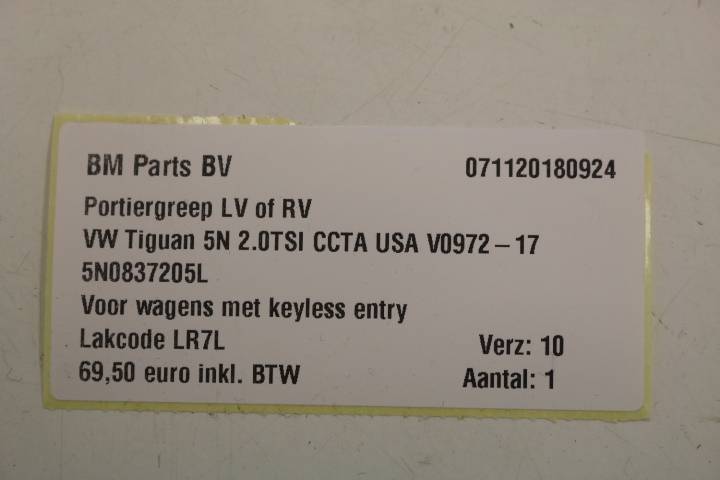 BM Parts BV 071120180924
Portiergreep LV of RV
VW Tiguan 5N 2.0TSI CCTA USA V0972-17
5N0837205L
Voor wagens met keyless entry
Lakcode LR7L Verz: 10
69,50 euro inkl. BTW Aantal: 1